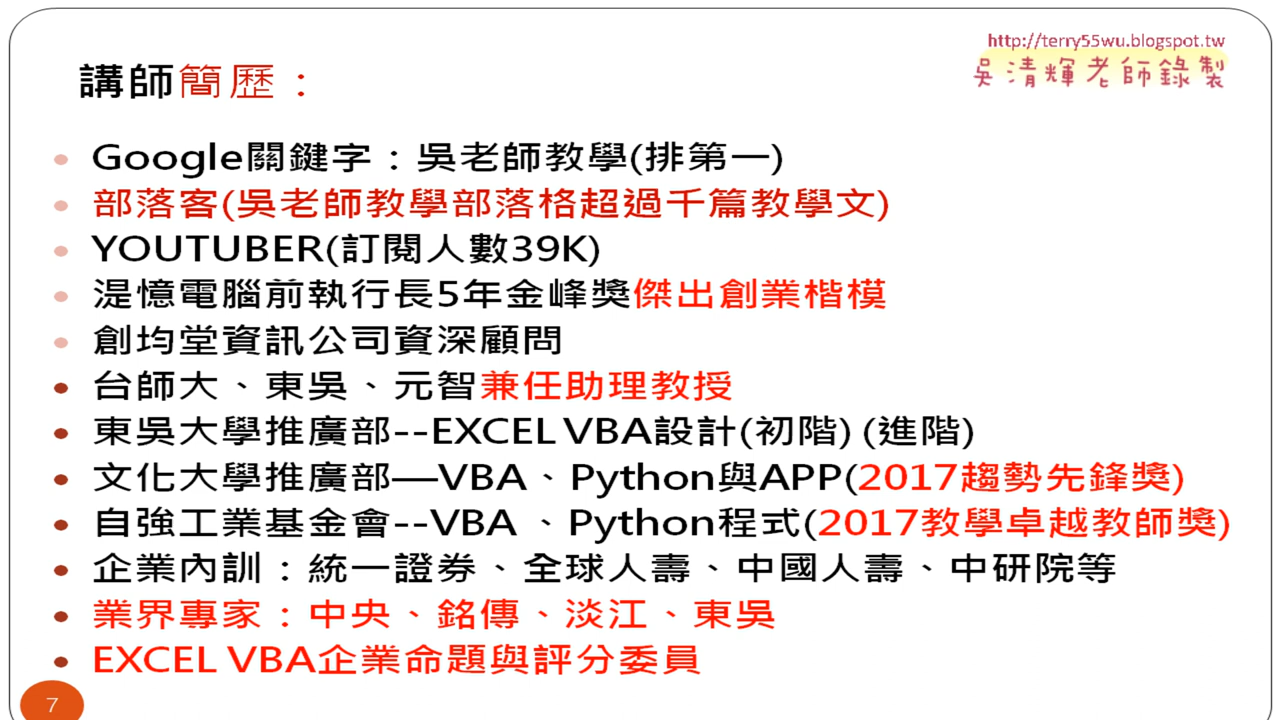 http://terry55wu.blogspot.tw
吳清輝老師錄製
講師簡歷：
Google關鍵字：吳老師教學(排第一)
部落客(吳老師教學部落格超過千篇教學文)
YOUTUBER(訂閱人數39K)
湜憶電腦前執行長5年金峰獎傑出創業楷模
創均堂資訊公司資深顧問
台師大、東吳、元智兼任助理教授
東吳大學推廣部--EXCEL VBA設計(初階) (進階)
文化大學推廣部—VBA、Python與APP(2017趨勢先鋒獎)
自強工業基金會--VBA 、Python程式(2017教學卓越教師獎)
企業內訓：統一證券、全球人壽、中國人壽、中研院等
業界專家：中央、銘傳、淡江、東吳
EXCEL VBA企業命題與評分委員
7